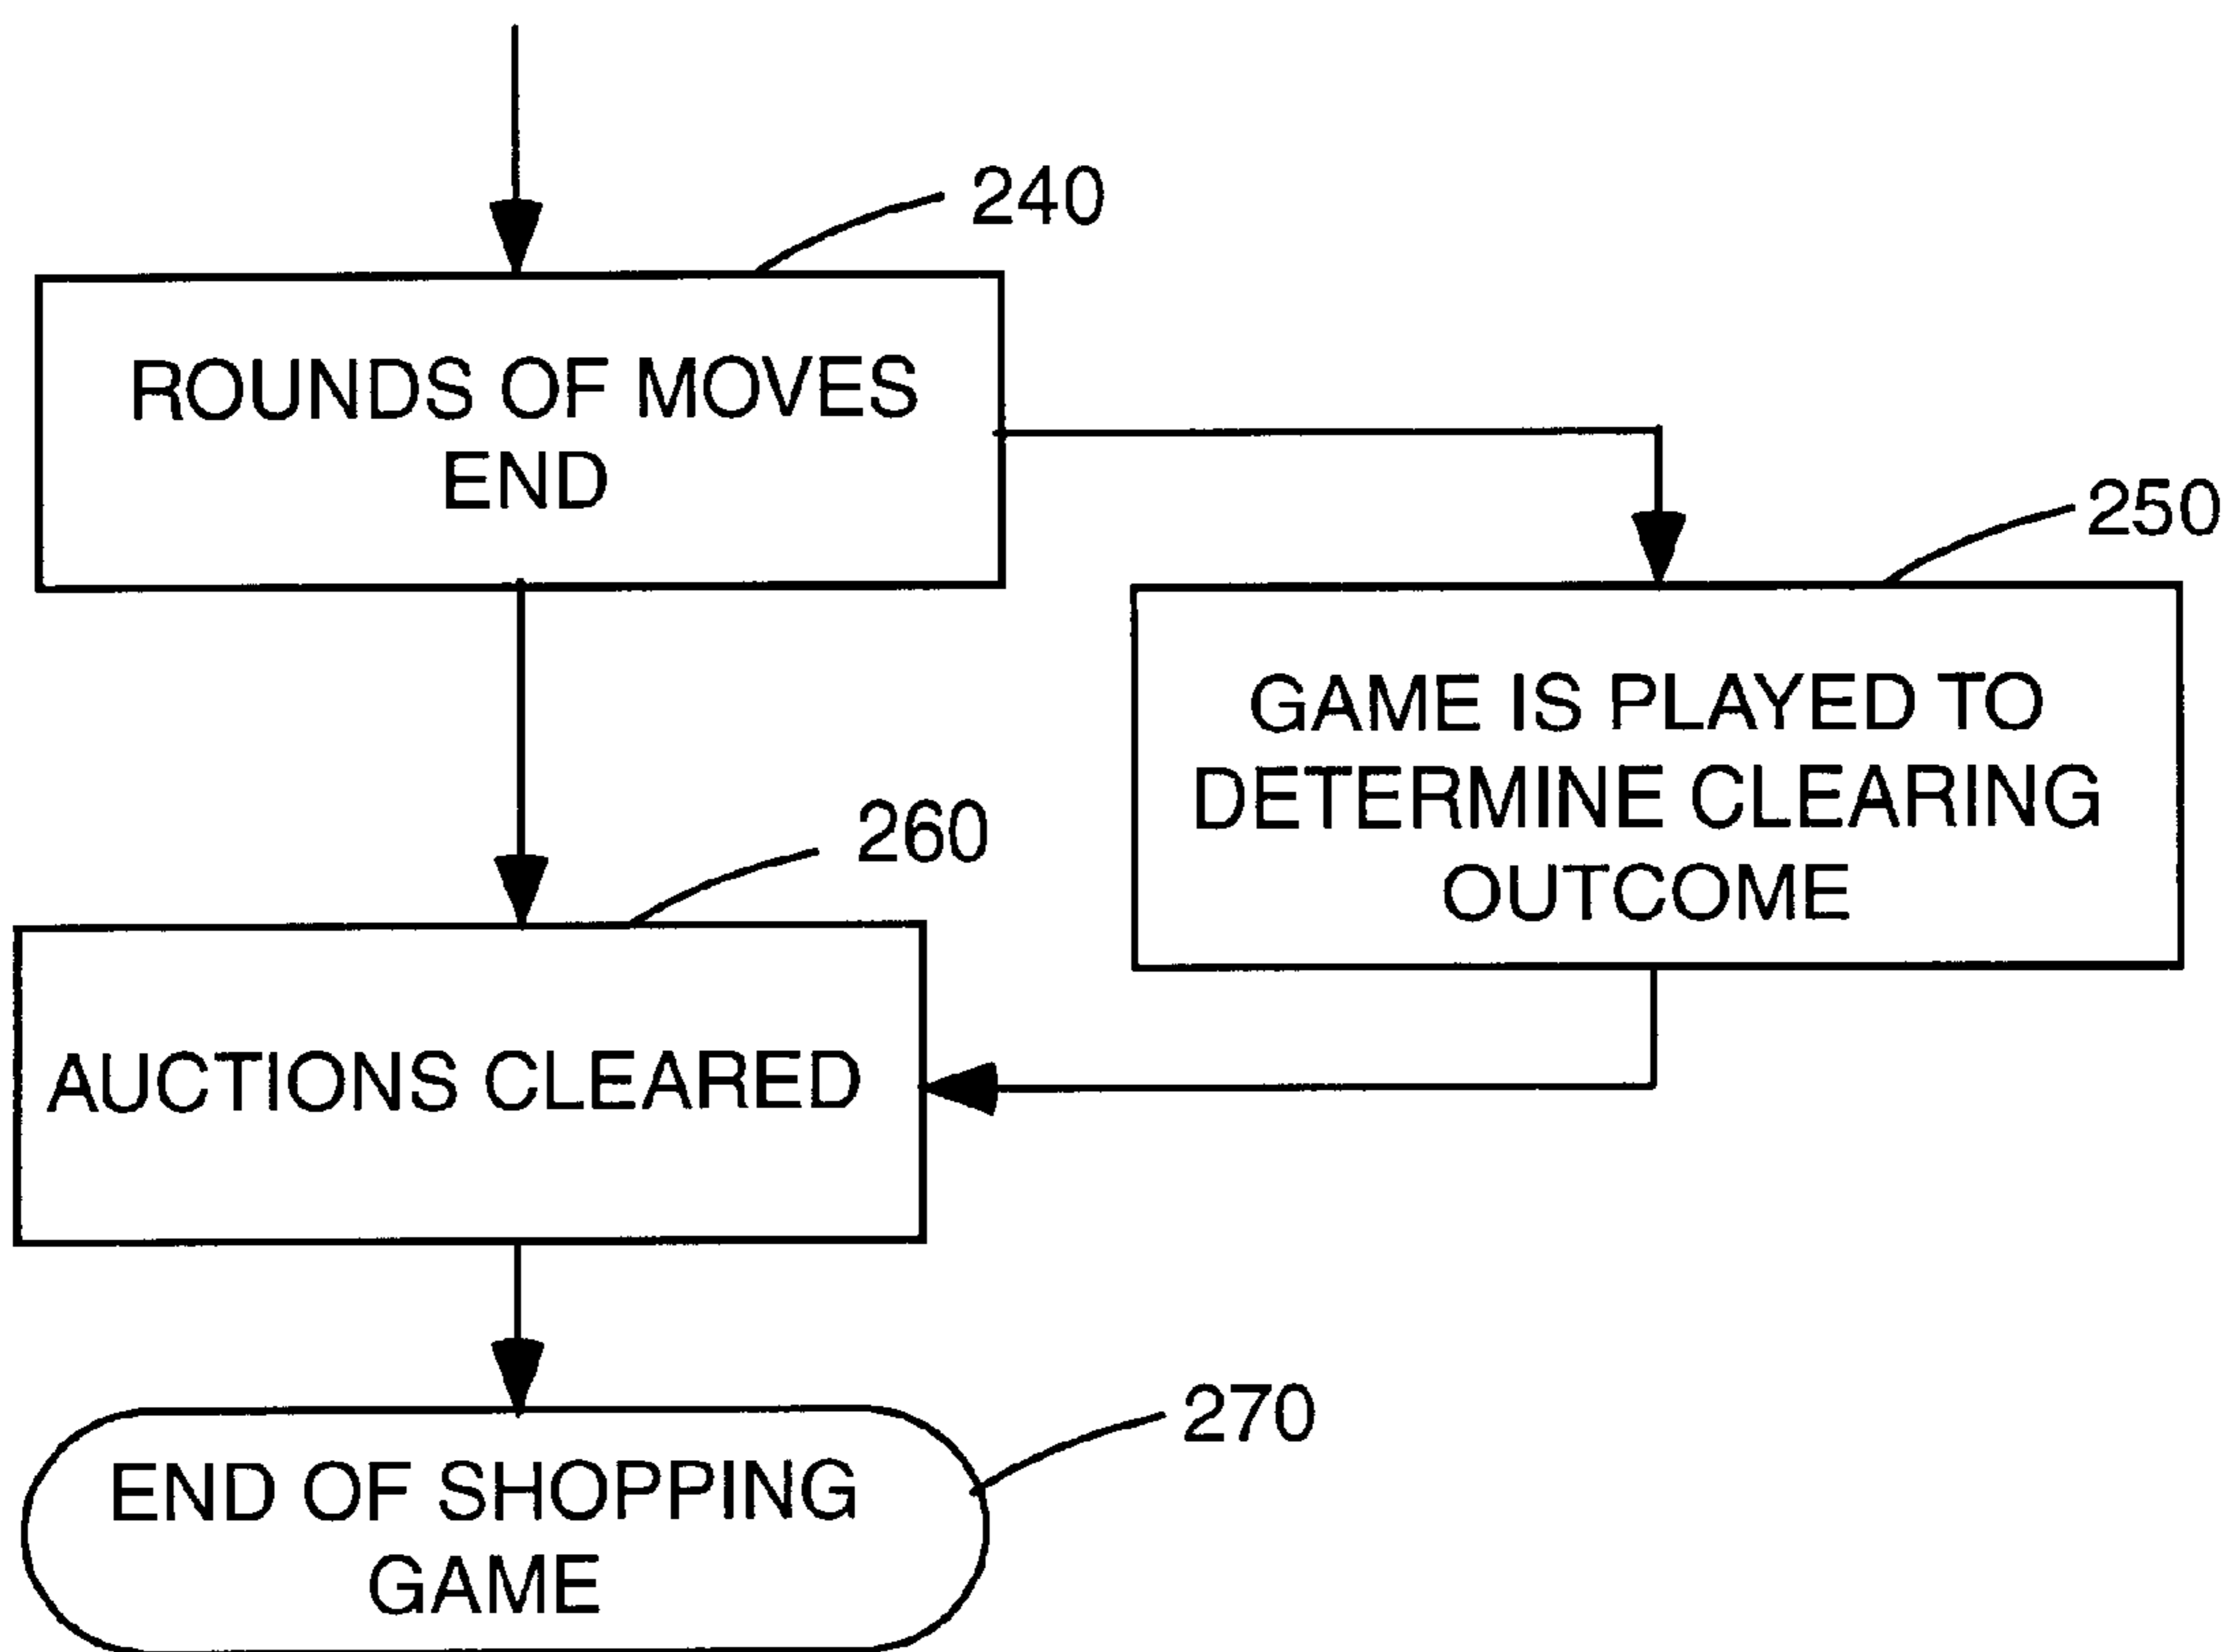 240
ROUNDS OF MOVES
END
250
GAME IS PLAYED TO
DETERMINE CLEARING
OUTCOME
260
AUCTIONS CLEARED
270
END OF SHOPPING
GAME